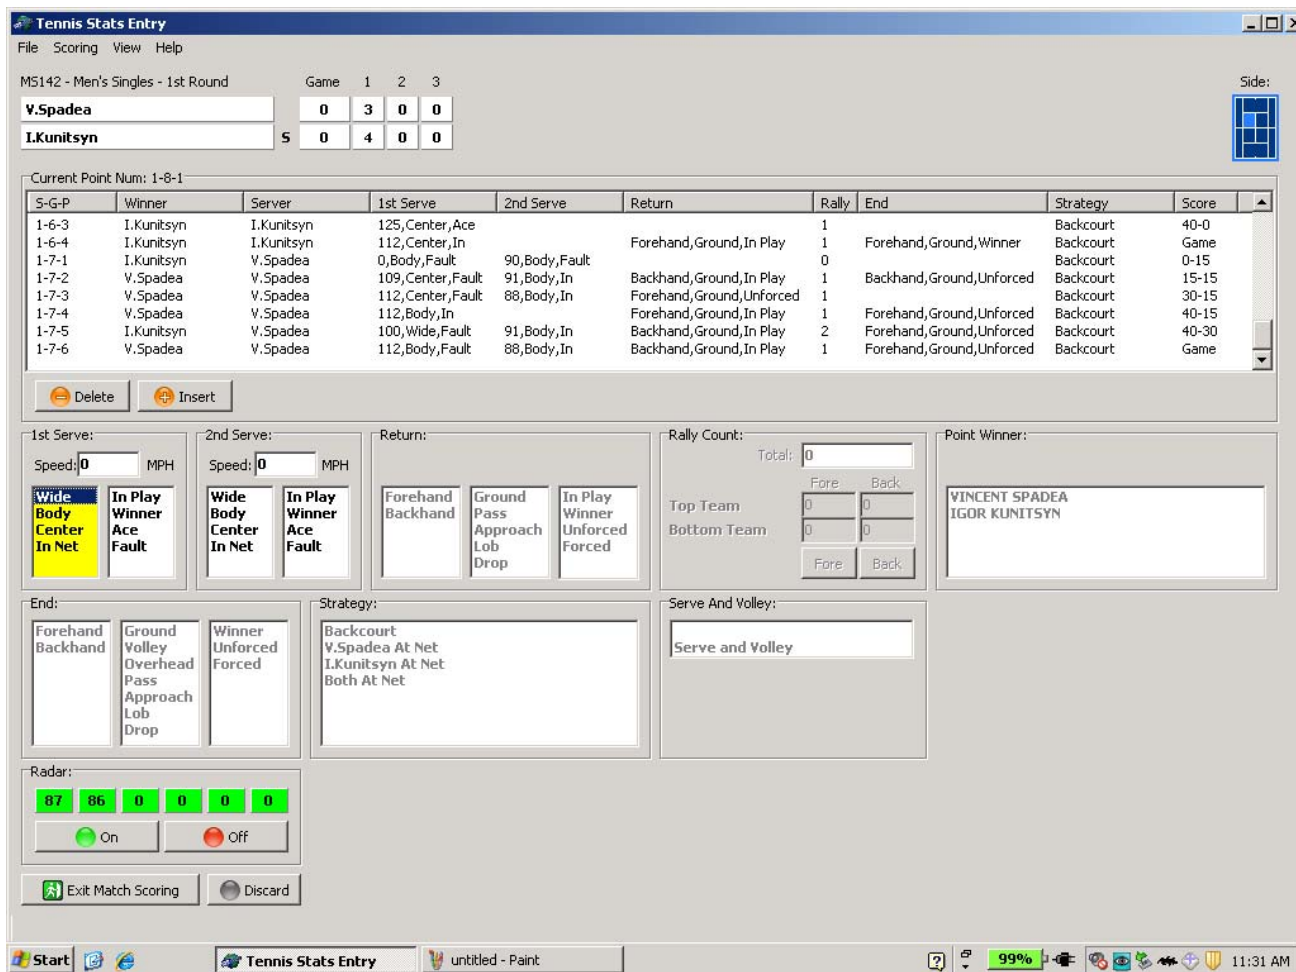 Tennis Stats Entry
File Scoring View Help
MS142 - Men's Singles - 1st Round Game 1 2 3 Side:
V.Spadea 0 3 0 0
I.Kunitsyn S 0 4 0 0
Current Point Num: 1-8-1
S-G-P Winner Server 1st Serve 2nd Serve Return Rally End Strategy Score
1-6-3 I.Kunitsyn I.Kunitsyn 125,Center,Ace 1 Backcourt 40-0
1-6-4 I.Kunitsyn I.Kunitsyn 112,Center,In Forehand,Ground,In Play 1 Forehand,Ground,Winner Backcourt Game
1-7-1 I.Kunitsyn V.Spadea 0,Body,Fault 90,Body,Fault 0 Backcourt 0-15
1-7-2 V.Spadea V.Spadea 109,Center,Fault 91,Body,In Backhand,Ground,In Play 1 Backhand,Ground,Unforced Backcourt 15-15
1-7-3 V.Spadea V.Spadea 112,Center,Fault 88,Body,In Forehand,Ground,Unforced 1 Backcourt 30-15
1-7-4 V.Spadea V.Spadea 112,Body,In Forehand,Ground,In Play 1 Forehand,Ground,Unforced Backcourt 40-15
1-7-5 I.Kunitsyn V.Spadea 100,Wide,Fault 91,Body,In Backhand,Ground,In Play 2 Forehand,Ground,Unforced Backcourt 40-30
1-7-6 V.Spadea V.Spadea 112,Body,Fault 88,Body,In Backhand,Ground,In Play 1 Forehand,Ground,Unforced Backcourt Game
Delete Insert
1st Serve:
Speed: 0 MPH
Wide In Play
Body Winner
Center Ace
In Net Fault
2nd Serve:
Speed: 0 MPH
Wide In Play
Body Winner
Center Ace
In Net Fault
Return:
Forehand Ground In Play
Backhand Pass Winner
Approach Unforced
Lob Forced
Drop
Rally Count:
Total: 0
Fore Back
Top Team 0 0
Bottom Team 0 0
Fore Back
Point Winner:
VINCENT SPADEA
IGOR KUNITSYN
End:
Forehand Ground Winner
Backhand Volley Unforced
Overhead Forced
Pass
Approach
Lob
Drop
Strategy:
Backcourt
V.Spadea At Net
I.Kunitsyn At Net
Both At Net
Serve And Volley:
Serve and Volley
Radar:
87 86 0 0 0 0
On Off
Exit Match Scoring Discard
Start Tennis Stats Entry untitled - Paint 99% 11:31 AM